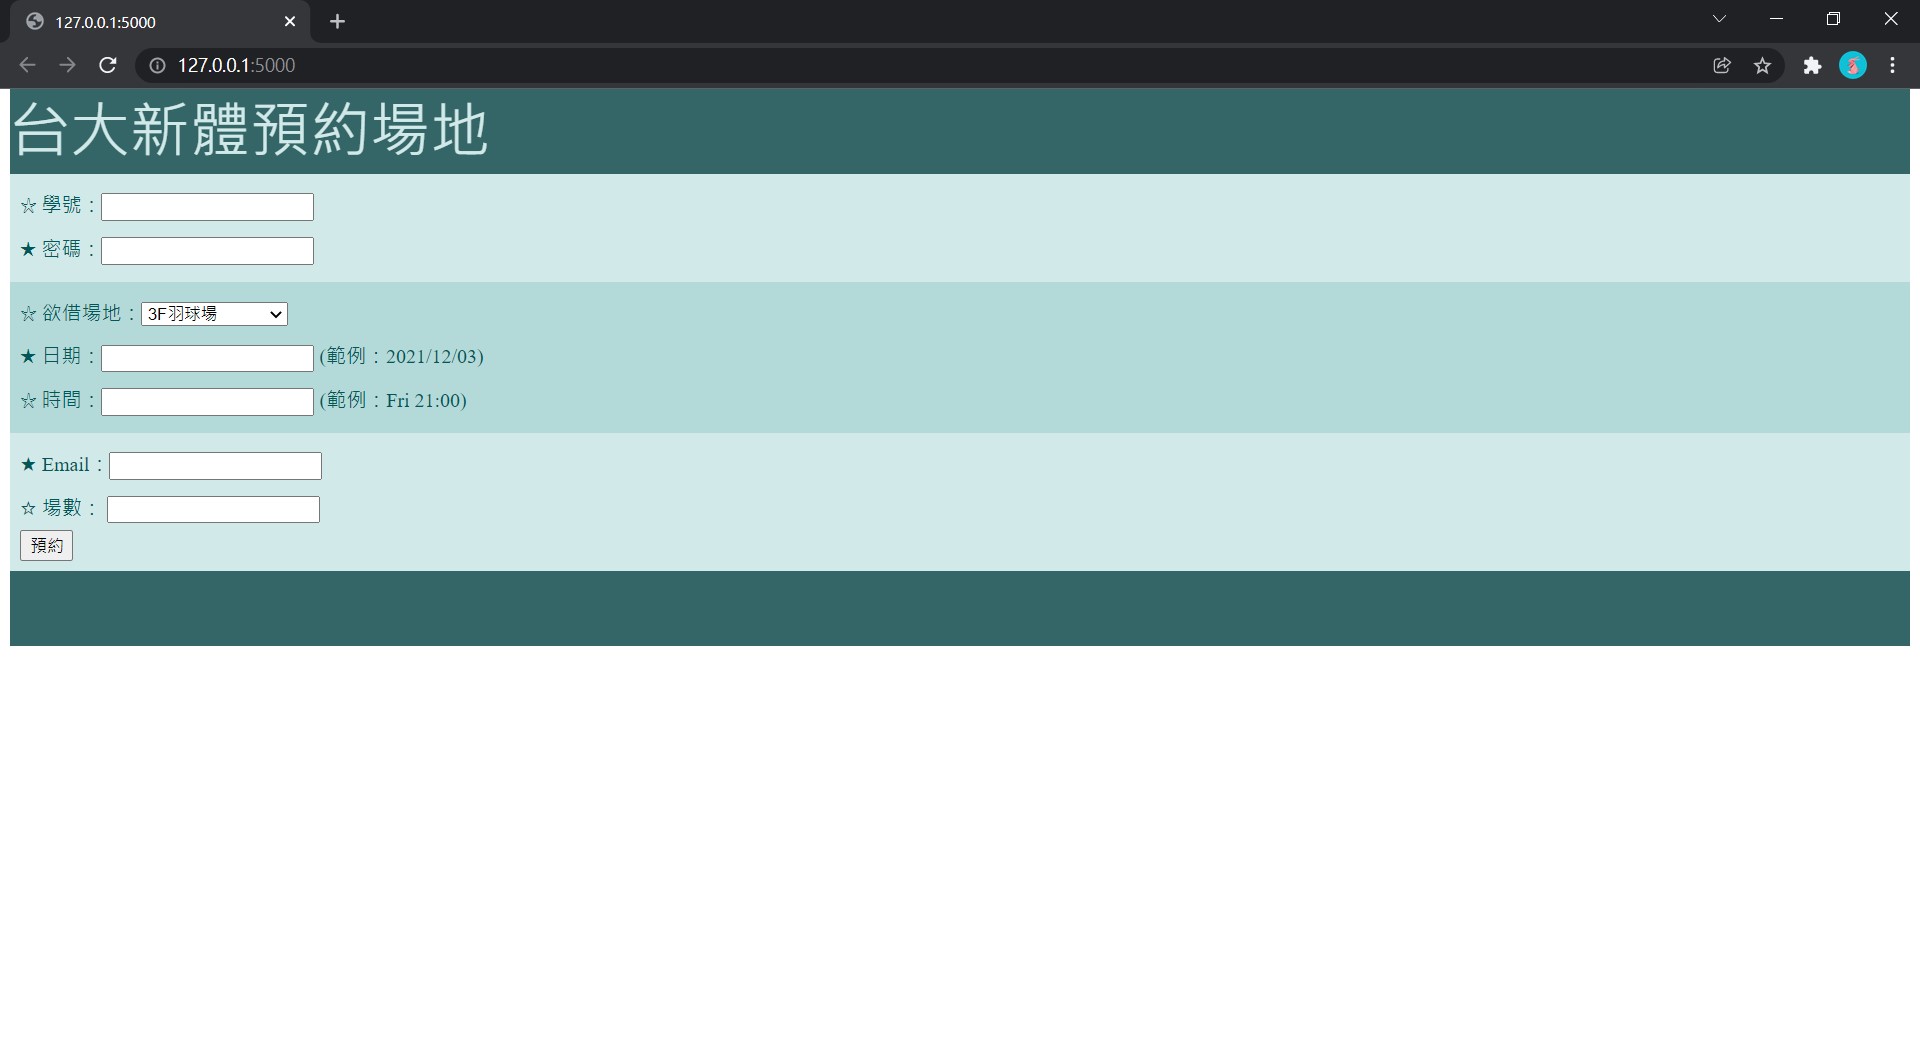 127.0.0.1:5000
127.0.0.1:5000
台大新體預約場地
☆ 學號：
★ 密碼：
☆ 欲借場地：3F羽球場
★ 日期： (範例：2021/12/03)
☆ 時間： (範例：Fri 21:00)
★ Email：
☆ 場數：
預約